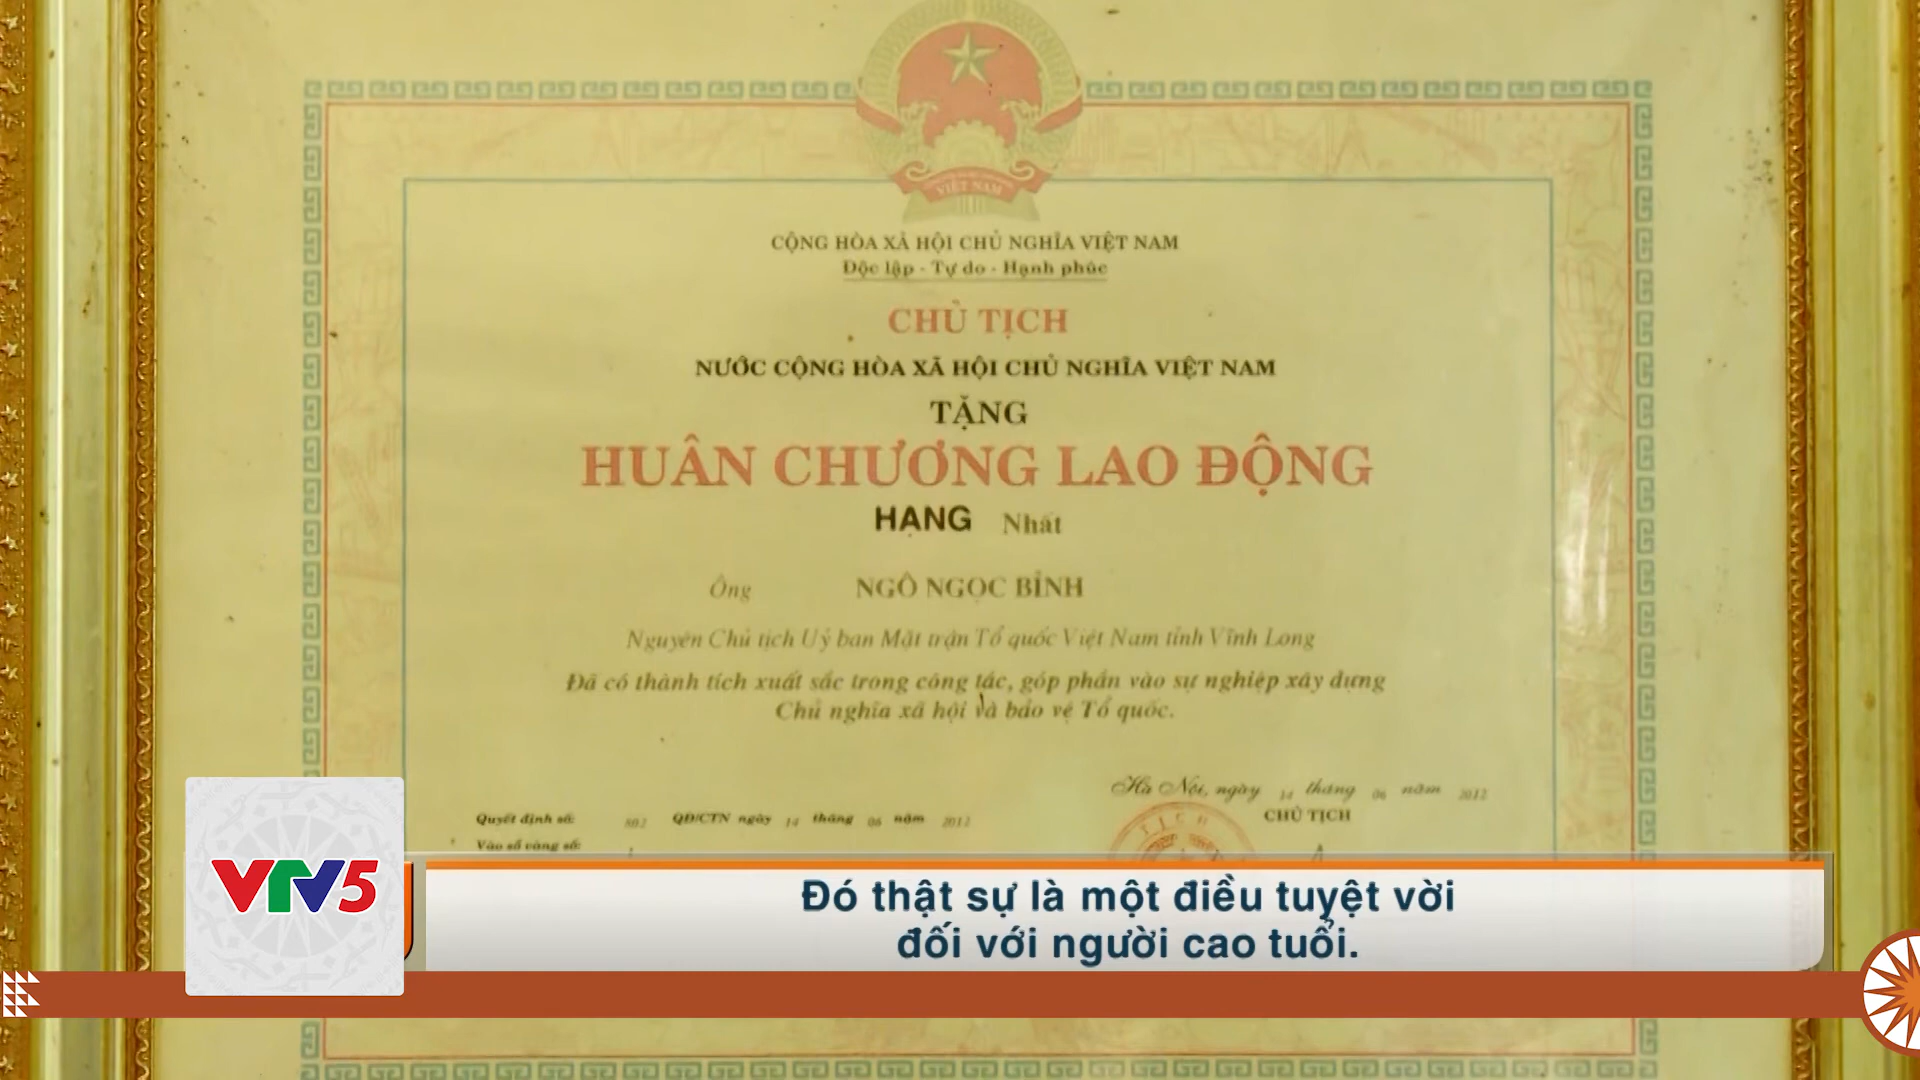 VIỆT NAM
CỘNG HÒA XÃ HỘI CHỦ NGHĨA VIỆT NAM
Độc lập - Tự do - Hạnh phúc
CHỦ TỊCH
NƯỚC CỘNG HÒA XÃ HỘI CHỦ NGHĨA VIỆT NAM
TẶNG
HUÂN CHƯƠNG LAO ĐỘNG
HẠNG Nhất
Ông NGÔ NGỌC BỈNH
Nguyên Chủ tịch Uỷ ban Mặt trận Tổ quốc Việt Nam tỉnh Vĩnh Long
Đã có thành tích xuất sắc trong công tác, góp phần vào sự nghiệp xây dựng
Chủ nghĩa xã hội và bảo vệ Tổ quốc.
Hà Nội, ngày 14 tháng 06 năm 2012
Quyết định số: 802 QĐ/CTN ngày 14 tháng 06 năm 2012
CHỦ TỊCH
Vào sổ vàng số:
TỊCH
VTV5
Đó thật sự là một điều tuyệt vời
đối với người cao tuổi.